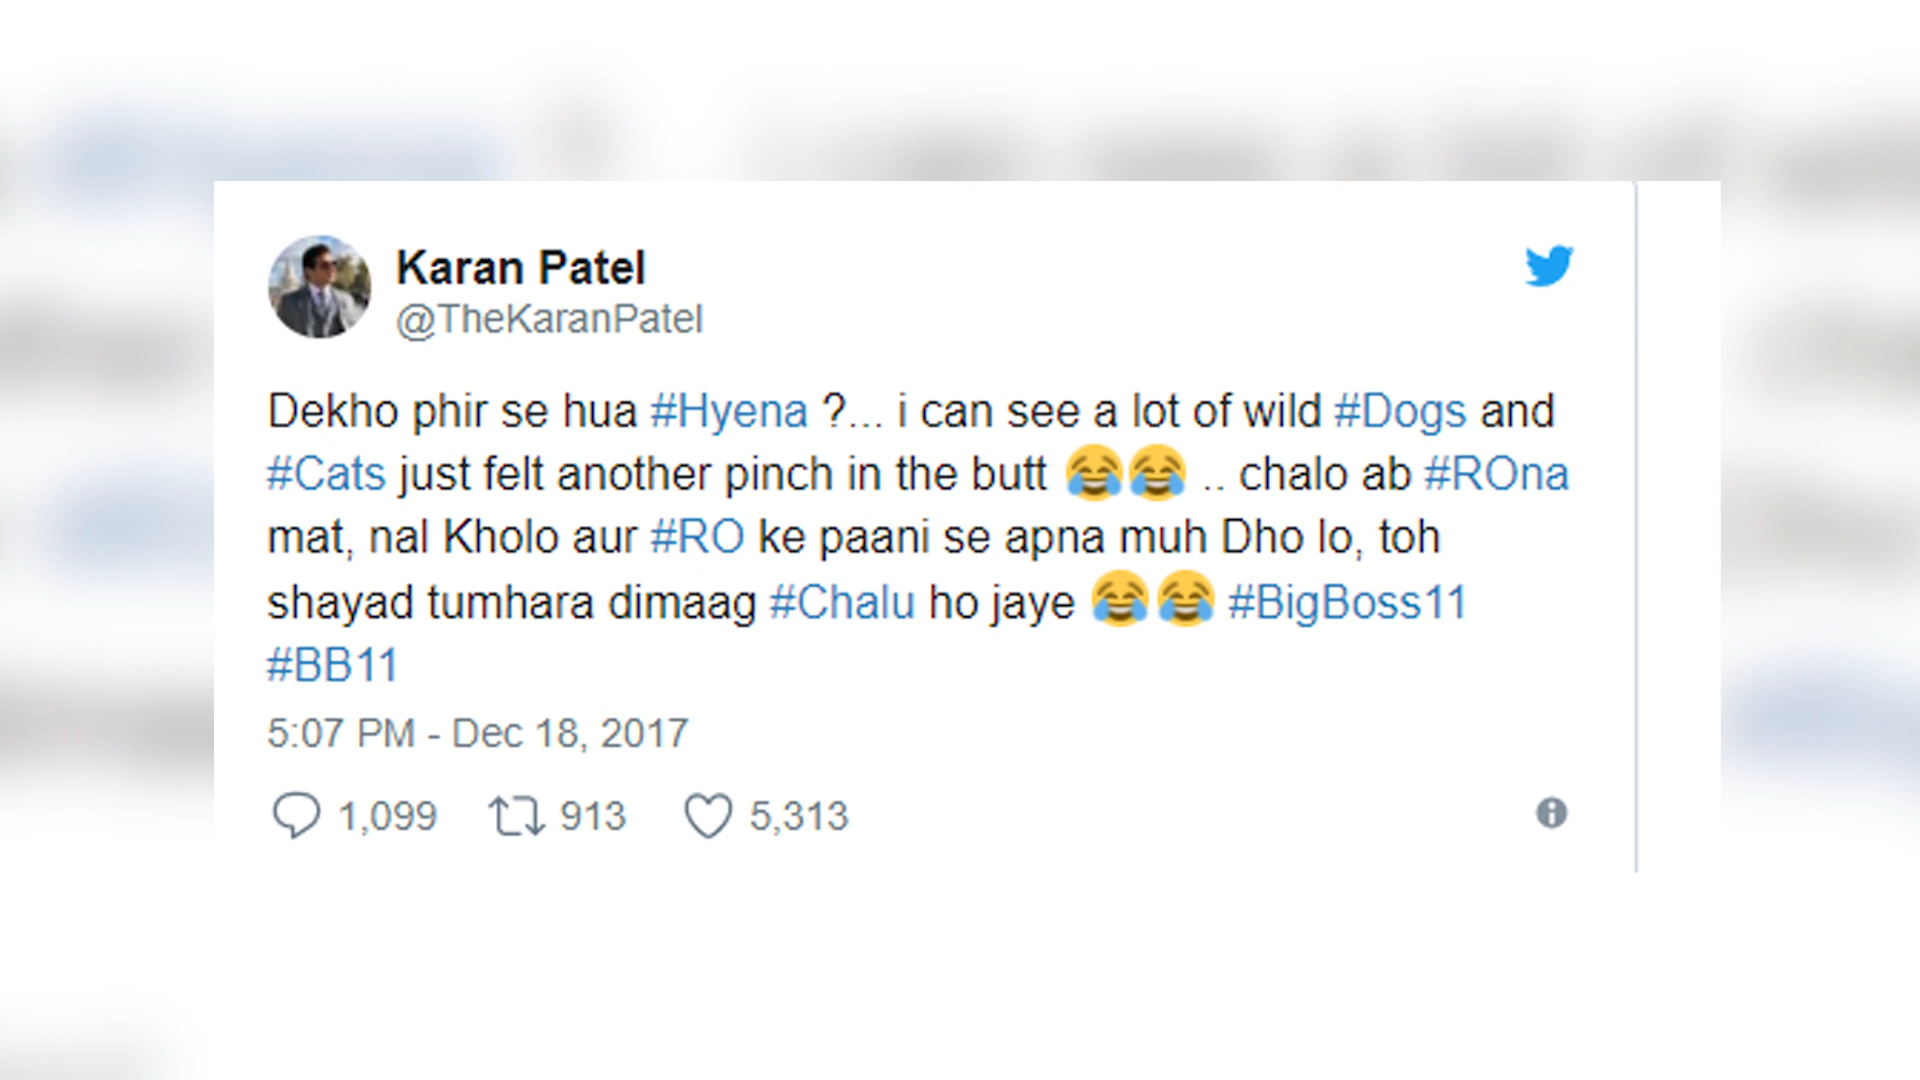 Karan Patel
@TheKaranPatel
Dekho phir se hua #Hyena ?... i can see a lot of wild #Dogs and
#Cats just felt another pinch in the butt 😂😂 .. chalo ab #ROna
mat, nal Kholo aur #RO ke paani se apna muh Dho lo, toh
shayad tumhara dimaag #Chalu ho jaye 😂😂 #BigBoss11
#BB11
5:07 PM - Dec 18, 2017
1,099 913 5,313